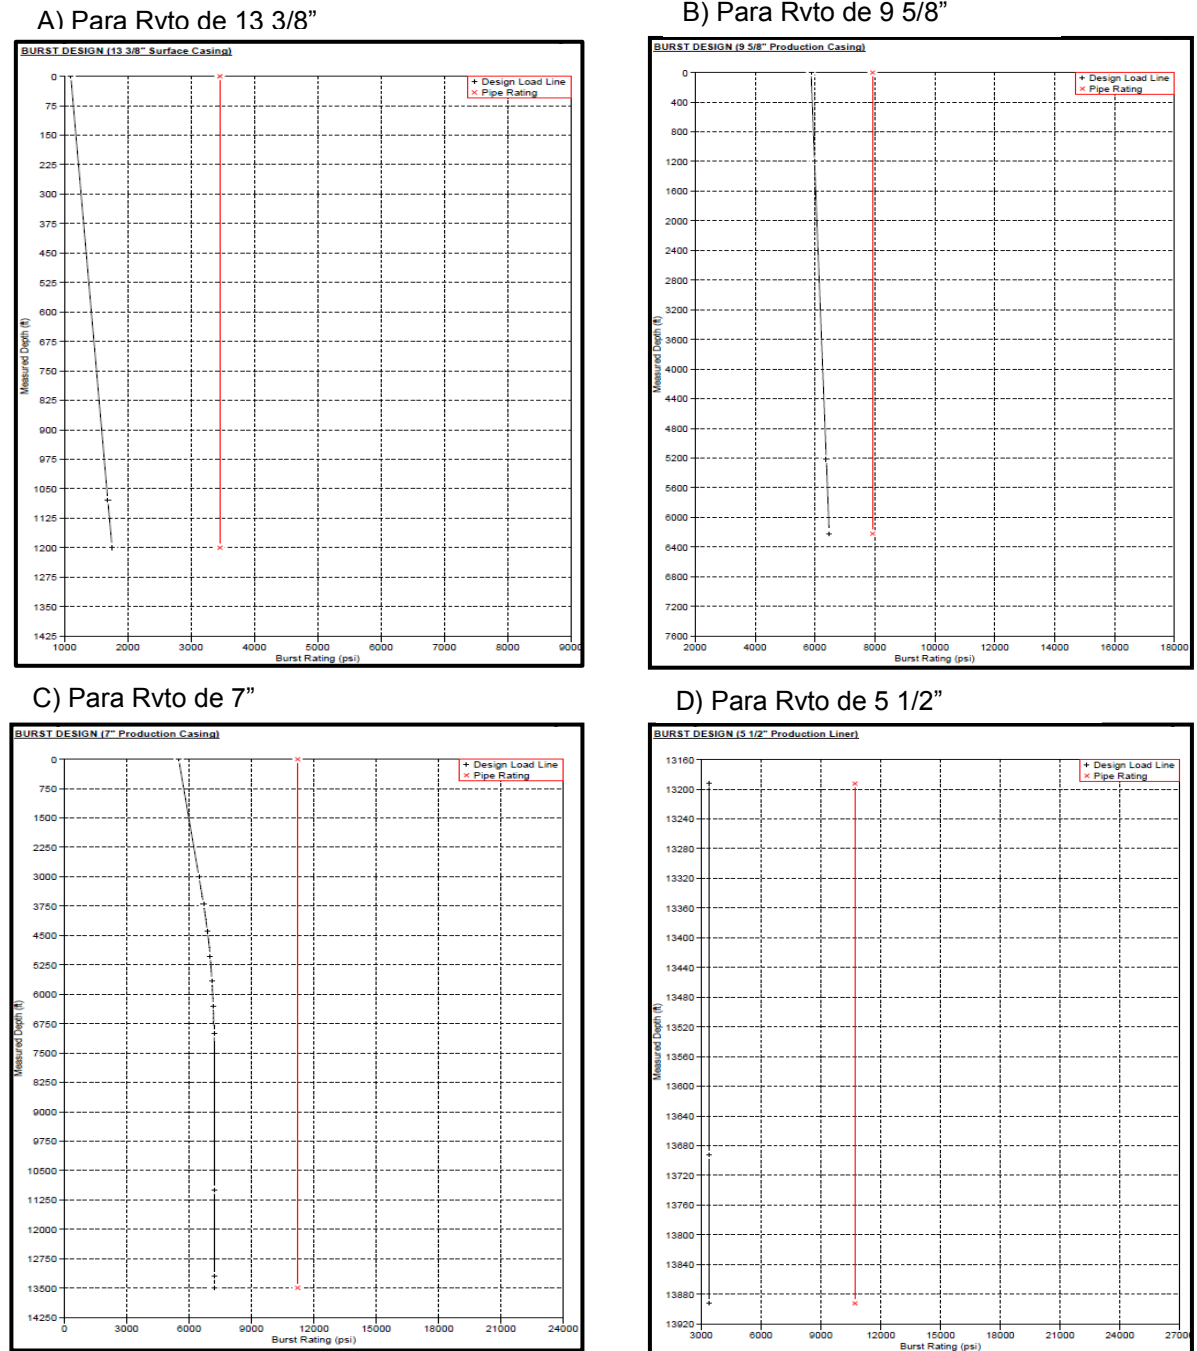 A) Para Rvto de 13 3/8”
BURST DESIGN (13 3/8" Surface Casing)
+ Design Load Line
× Pipe Rating
0
75
150
225
300
375
450
525
600
675
750
825
900
975
1050
1125
1200
1275
1350
1425
Measured Depth (ft)
1000 2000 3000 4000 5000 6000 7000 8000 9000
Burst Rating (psi)
B) Para Rvto de 9 5/8”
BURST DESIGN (9 5/8" Production Casing)
+ Design Load Line
× Pipe Rating
0
400
800
1200
1600
2000
2400
2800
3200
3600
4000
4400
4800
5200
5600
6000
6400
6800
7200
7600
Measured Depth (ft)
2000 4000 6000 8000 10000 12000 14000 16000 18000
Burst Rating (psi)
C) Para Rvto de 7”
BURST DESIGN (7" Production Casing)
+ Design Load Line
× Pipe Rating
0
750
1500
2250
3000
3750
4500
5250
6000
6750
7500
8250
9000
9750
10500
11250
12000
12750
13500
14250
Measured Depth (ft)
0 3000 6000 9000 12000 15000 18000 21000 24000
Burst Rating (psi)
D) Para Rvto de 5 1/2”
BURST DESIGN (5 1/2" Production Liner)
+ Design Load Line
× Pipe Rating
13160
13200
13240
13280
13320
13360
13400
13440
13480
13520
13560
13600
13640
13680
13720
13760
13800
13840
13880
13920
Measured Depth (ft)
3000 6000 9000 12000 15000 18000 21000 24000 27000
Burst Rating (psi)